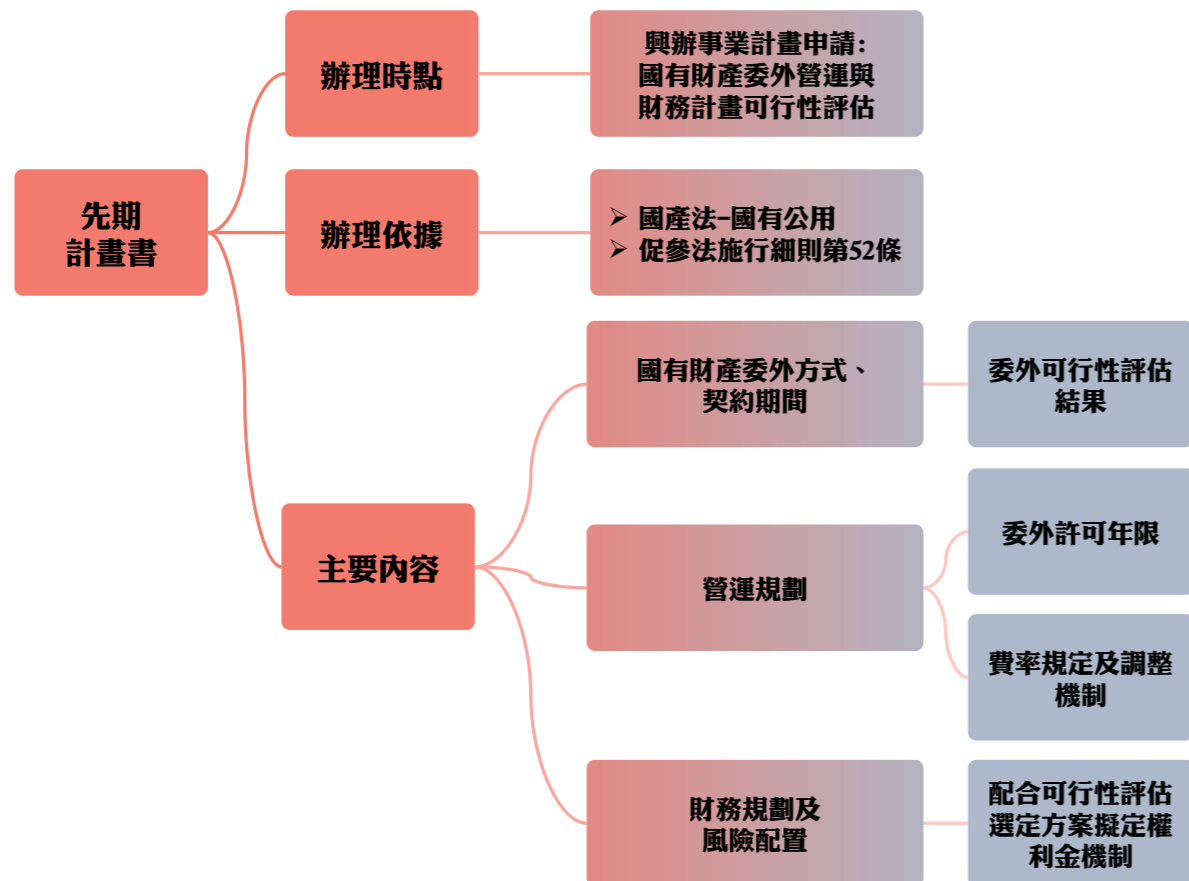 先期
計畫書
辦理時點
興辦事業計畫申請：
國有財產委外營運與
財務計畫可行性評估
辦理依據
➢ 國產法-國有公用
➢ 促參法施行細則第52條
主要內容
國有財產委外方式、
契約期間
委外可行性評估
結果
營運規劃
委外許可年限
費率規定及調整
機制
財務規劃及
風險配置
配合可行性評估
選定方案擬定權
利金機制